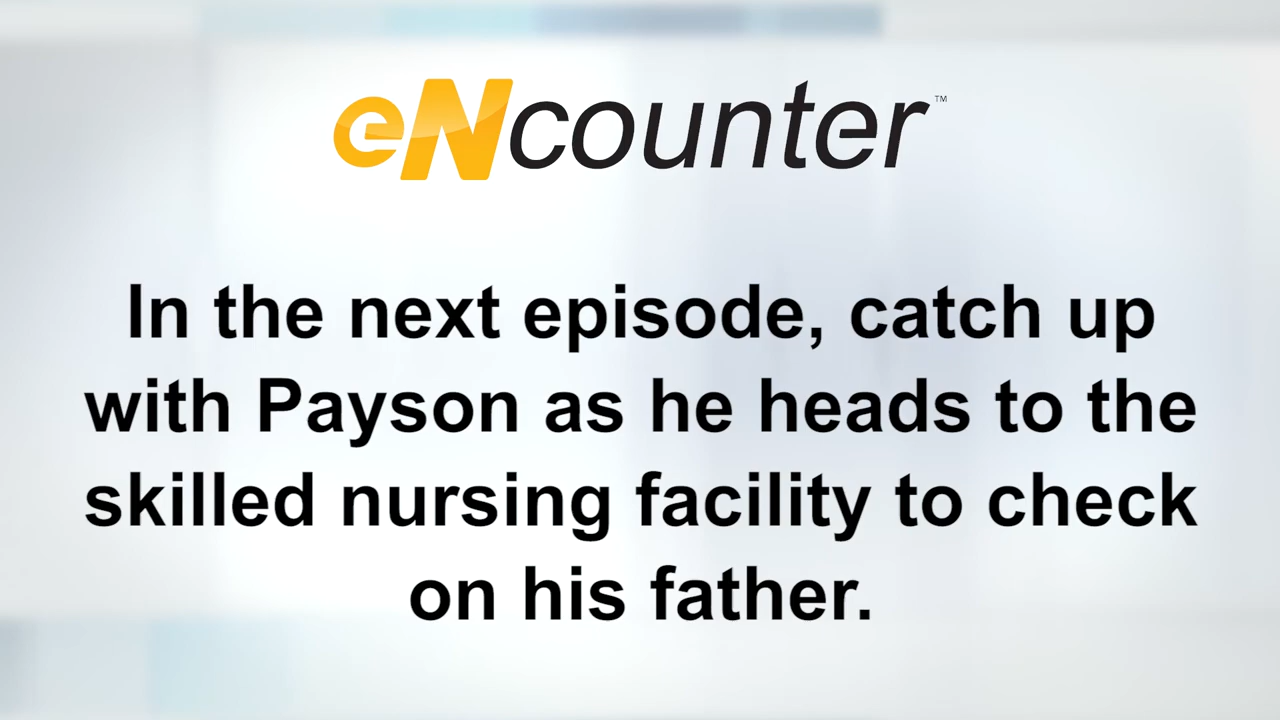 eNcounter™
In the next episode, catch up
with Payson as he heads to the
skilled nursing facility to check
on his father.